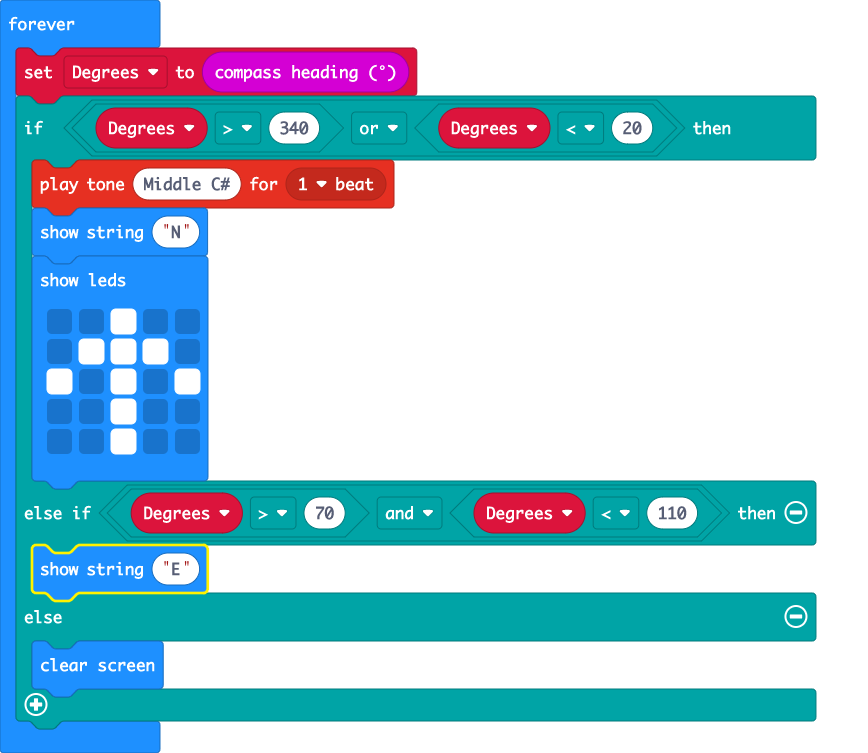 forever
set Degrees to compass heading (°)
if Degrees > 340 or Degrees < 20 then
play tone Middle C# for 1 beat
show string "N"
show leds
else if Degrees > 70 and Degrees < 110 then
show string "E"
else
clear screen